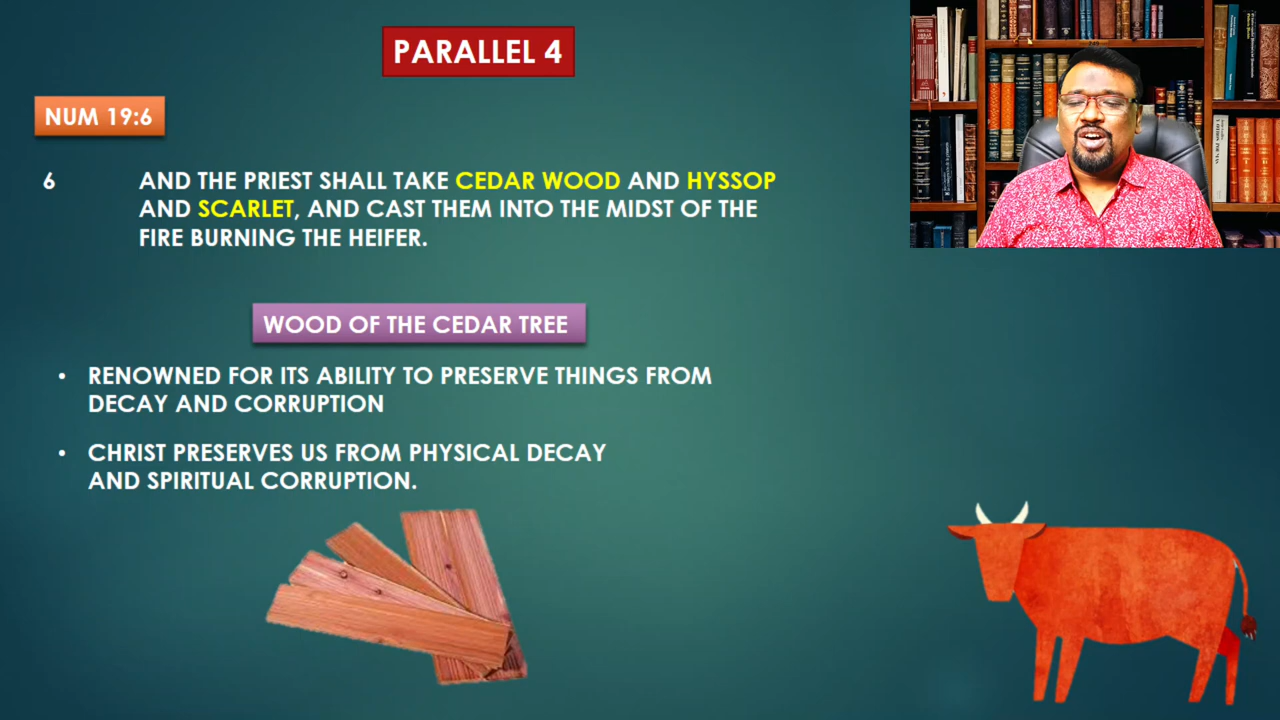 PARALLEL 4
NUM 19:6
6 AND THE PRIEST SHALL TAKE CEDAR WOOD AND HYSSOP
AND SCARLET, AND CAST THEM INTO THE MIDST OF THE
FIRE BURNING THE HEIFER.
WOOD OF THE CEDAR TREE
• RENOWNED FOR ITS ABILITY TO PRESERVE THINGS FROM
DECAY AND CORRUPTION
• CHRIST PRESERVES US FROM PHYSICAL DECAY
AND SPIRITUAL CORRUPTION.